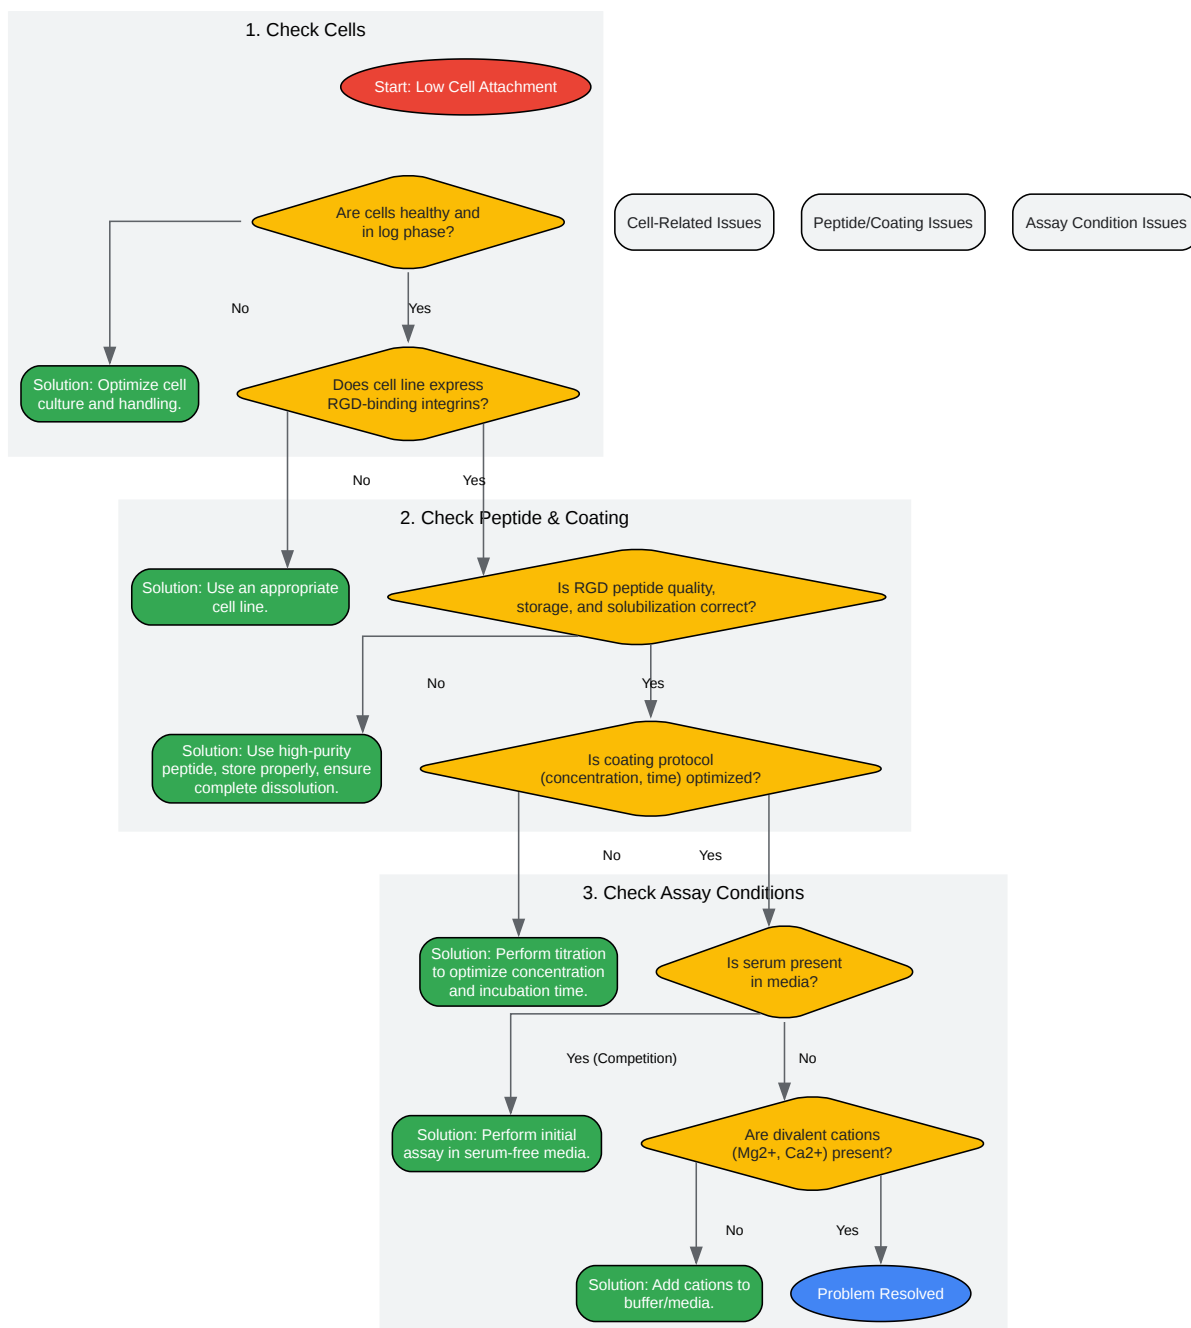 1. Check Cells
Start: Low Cell Attachment
Are cells healthy and
in log phase?
Cell-Related Issues
Peptide/Coating Issues
Assay Condition Issues
No
Yes
Solution: Optimize cell
culture and handling.
Does cell line express
RGD-binding integrins?
No
Yes
2. Check Peptide & Coating
Solution: Use an appropriate
cell line.
Is RGD peptide quality,
storage, and solubilization correct?
No
Yes
Solution: Use high-purity
peptide, store properly, ensure
complete dissolution.
Is coating protocol
(concentration, time) optimized?
No
Yes
3. Check Assay Conditions
Solution: Perform titration
to optimize concentration
and incubation time.
Is serum present
in media?
Yes (Competition)
No
Solution: Perform initial
assay in serum-free media.
Are divalent cations
(Mg2+, Ca2+) present?
No
Yes
Solution: Add cations to
buffer/media.
Problem Resolved